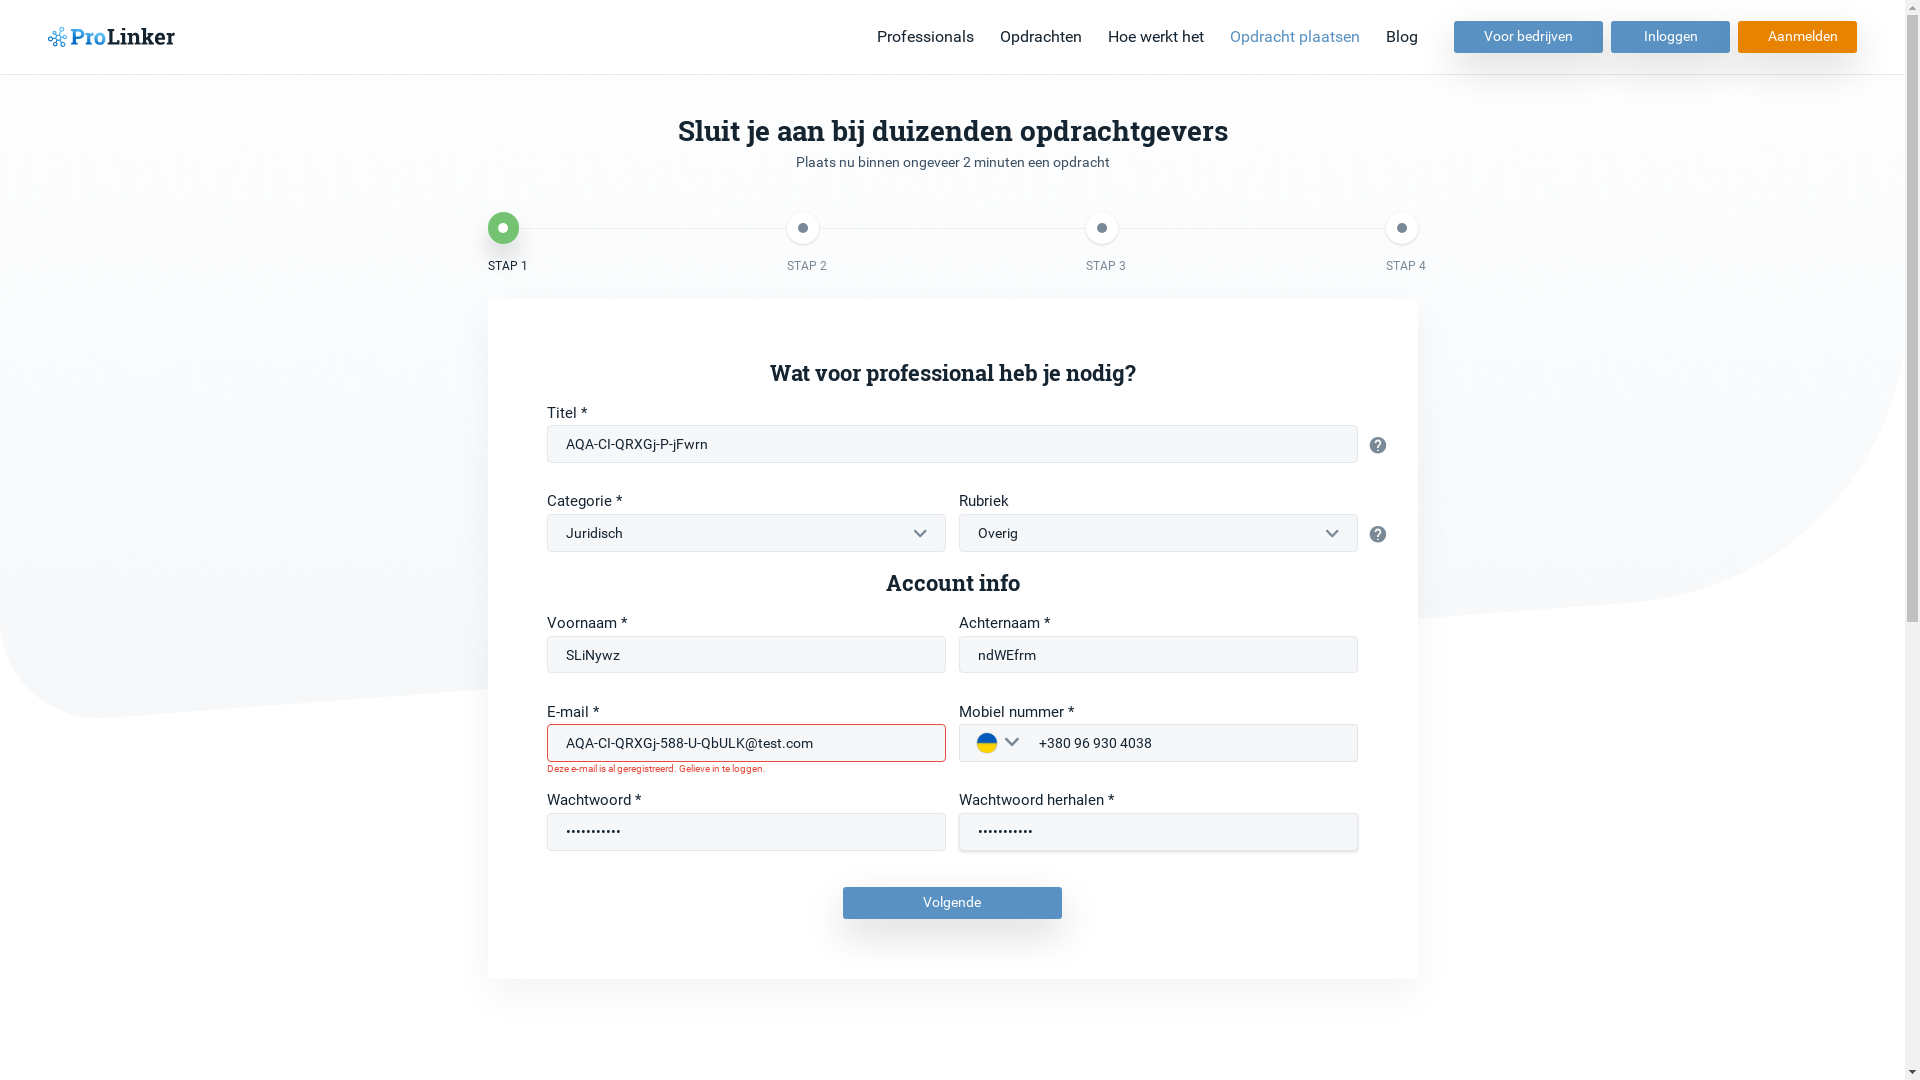 ProLinker
Professionals Opdrachten Hoe werkt het Opdracht plaatsen Blog Voor bedrijven Inloggen Aanmelden
Sluit je aan bij duizenden opdrachtgevers
Plaats nu binnen ongeveer 2 minuten een opdracht
STAP 1 STAP 2 STAP 3 STAP 4
Wat voor professional heb je nodig?
Titel *
AQA-CI-QRXGj-P-jFwrn
Categorie * Rubriek
Juridisch Overig
Account info
Voornaam * Achternaam *
SLiNywz ndWEfrm
E-mail * Mobiel nummer *
AQA-CI-QRXGj-588-U-QbULK@test.com +380 96 930 4038
Deze e-mail is al geregistreerd. Gelieve in te loggen.
Wachtwoord * Wachtwoord herhalen *
••••••••••• •••••••••••
Volgende